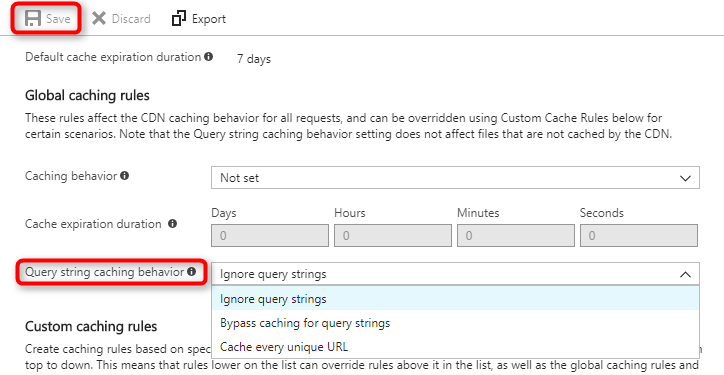 Save Discard Export
Default cache expiration duration 7 days
Global caching rules
These rules affect the CDN caching behavior for all requests, and can be overridden using Custom Cache Rules below for
certain scenarios. Note that the Query string caching behavior setting does not affect files that are not cached by the CDN.
Caching behavior Not set
Days Hours Minutes Seconds
Cache expiration duration 0 0 0 0
Query string caching behavior Ignore query strings
Ignore query strings
Bypass caching for query strings
Cache every unique URL
Custom caching rules
Create caching rules based on spec
top to down. This means that rules lower on the list can override rules above it in the list, as well as the global caching rules and